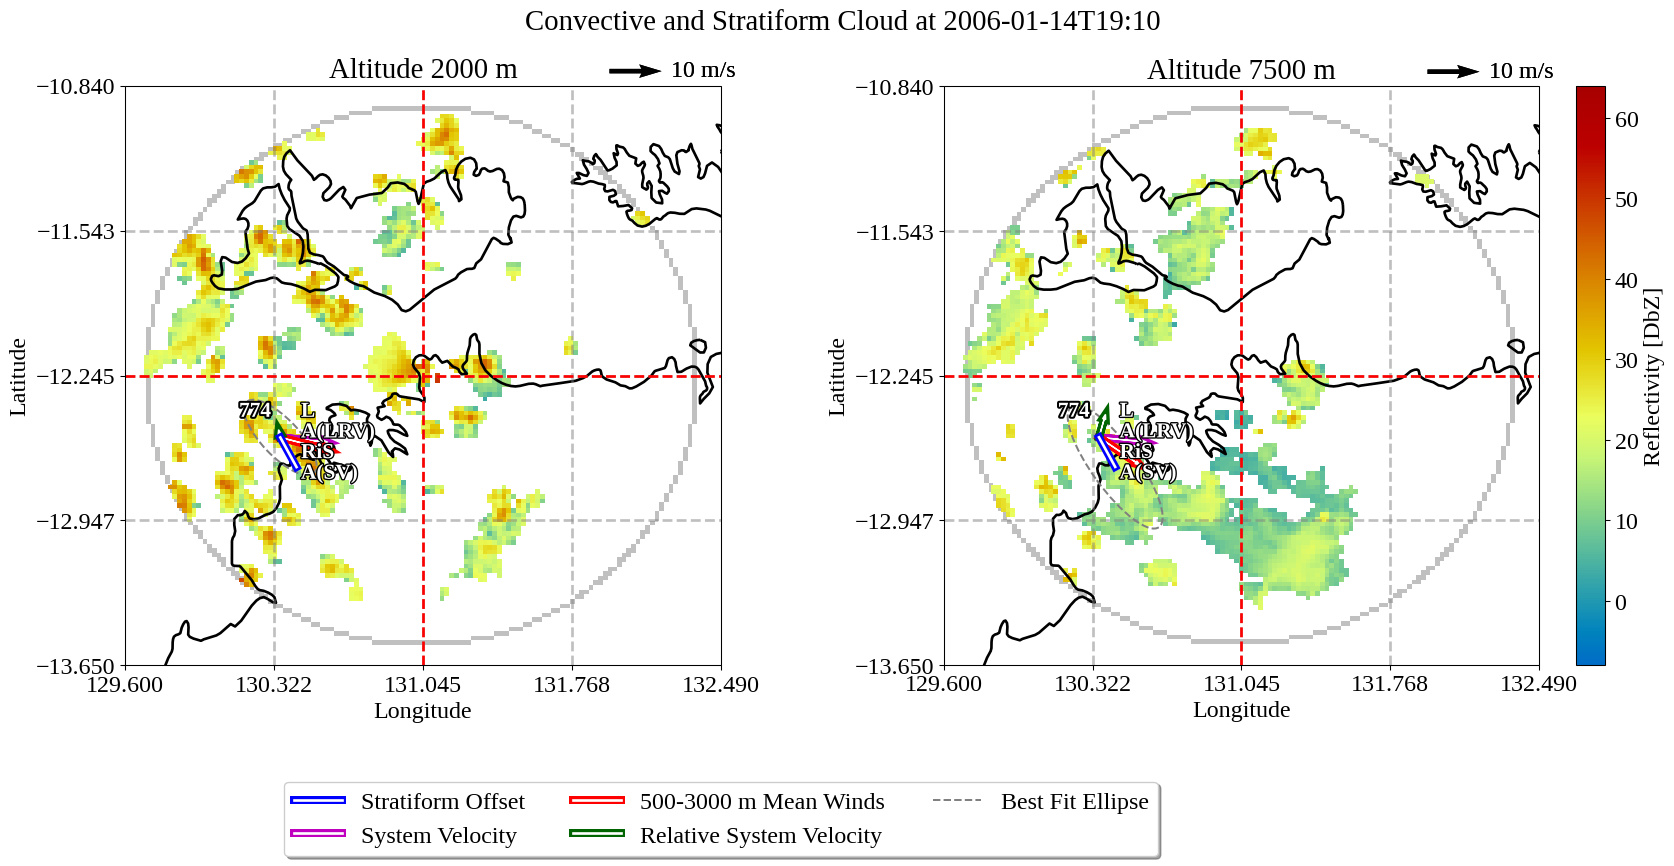 Convective and Stratiform Cloud at 2006-01-14T19:10
Altitude 2000 m
10 m/s
−10.840
−11.543
−12.245
−12.947
−13.650
129.600
130.322
131.045
131.768
132.490
Latitude
Longitude
774
L
A(LRV)
RiS
A(SV)
Altitude 7500 m
10 m/s
−10.840
−11.543
−12.245
−12.947
−13.650
129.600
130.322
131.045
131.768
132.490
Latitude
Longitude
774
L
A(LRV)
RiS
A(SV)
60
50
40
30
20
10
0
Reflectivity [DbZ]
Stratiform Offset
System Velocity
500-3000 m Mean Winds
Relative System Velocity
Best Fit Ellipse